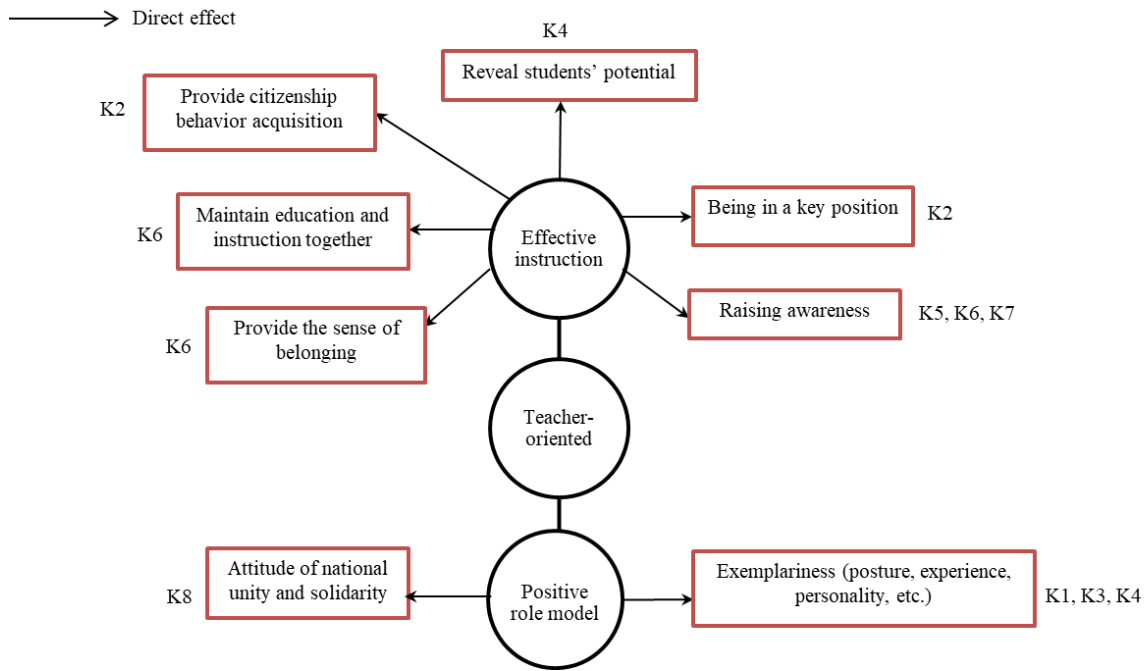 Direct effect
K4
Reveal students’ potential
K2
Provide citizenship
behavior acquisition
Being in a key position
K2
K6
Maintain education and
instruction together
Effective
instruction
Raising awareness
K5, K6, K7
K6
Provide the sense of
belonging
Teacher-
oriented
K8
Attitude of national
unity and solidarity
Positive
role model
Exemplariness (posture, experience,
personality, etc.)
K1, K3, K4